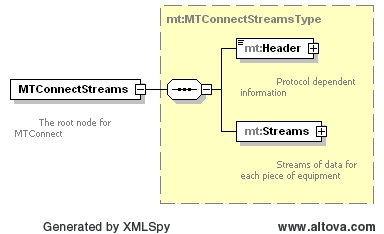 mt:MTConnectStreamsType
mt:Header
Protocol dependent
information
MTConnectStreams
The root node for
MTConnect
mt:Streams
Streams of data for
each piece of equipment
Generated by XMLSpy
www.altova.com